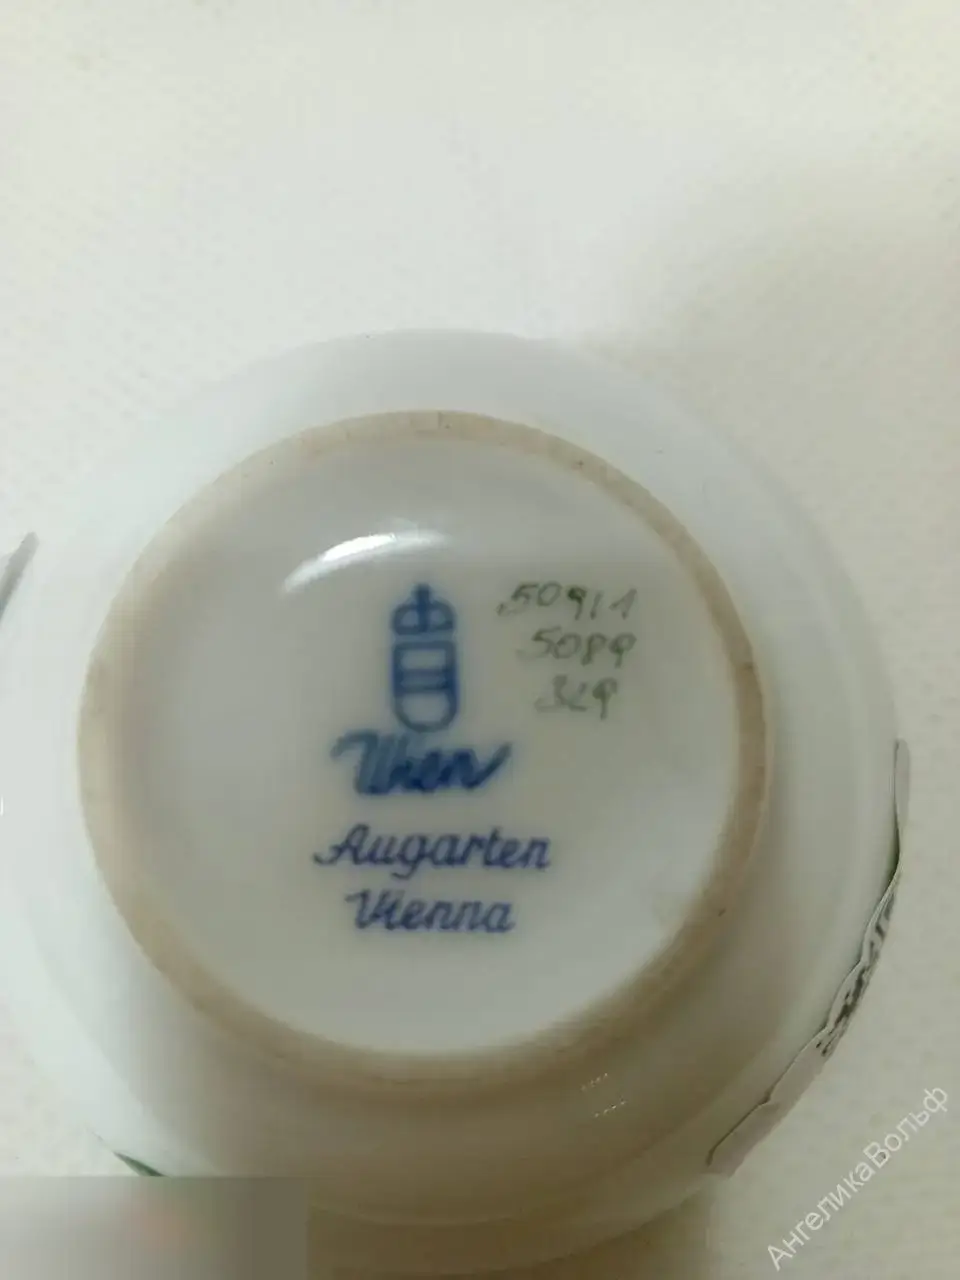 50911
5089
329
Wien
Augarten
Vienna
АнгеликаВольф